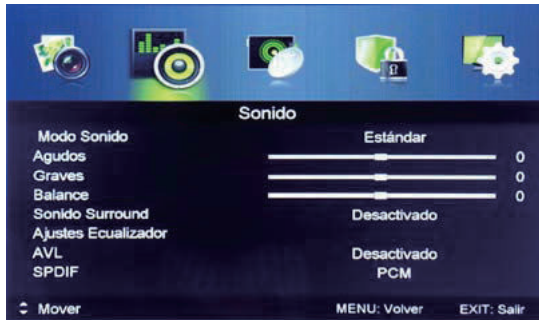 Sonido
Modo Sonido Estándar
Agudos 0
Graves 0
Balance 0
Sonido Surround Desactivado
Ajustes Ecualizador
AVL Desactivado
SPDIF PCM
Mover MENU: Volver EXIT: Salir